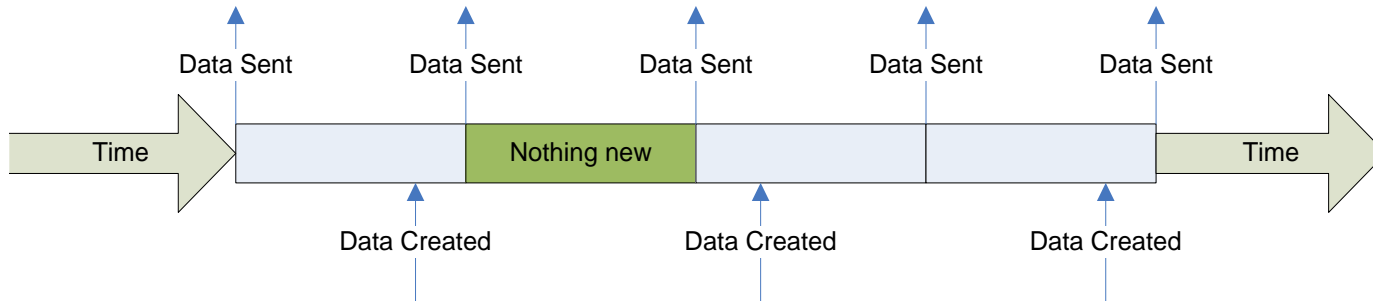 Data Sent
Data Sent
Data Sent
Data Sent
Data Sent
Time
Nothing new
Time
Data Created
Data Created
Data Created